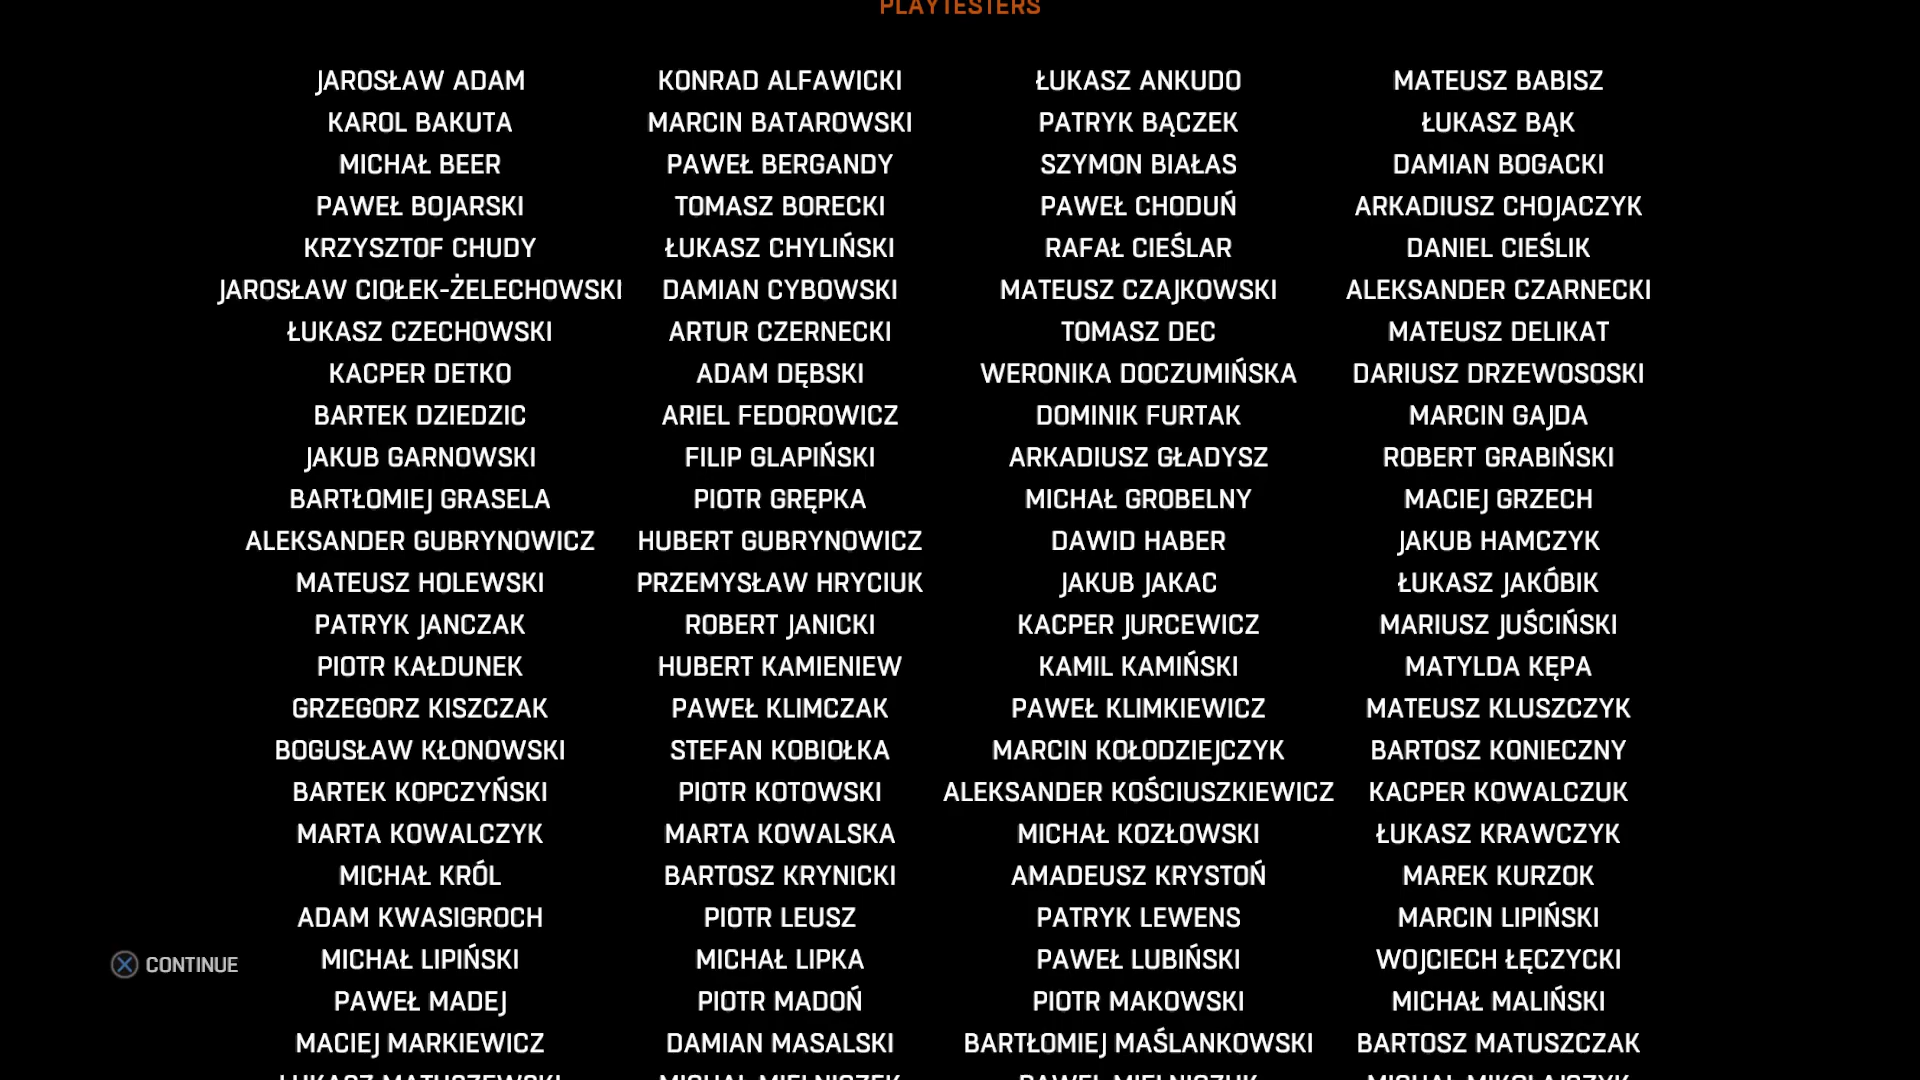 PLAYTESTERS
JAROSŁAW ADAM KONRAD ALFAWICKI ŁUKASZ ANKUDO MATEUSZ BABISZ
KAROL BAKUTA MARCIN BATAROWSKI PATRYK BĄCZEK ŁUKASZ BĄK
MICHAŁ BEER PAWEŁ BERGANDY SZYMON BIAŁAS DAMIAN BOGACKI
PAWEŁ BOJARSKI TOMASZ BORECKI PAWEŁ CHODUŃ ARKADIUSZ CHOJACZYK
KRZYSZTOF CHUDY ŁUKASZ CHYLIŃSKI RAFAŁ CIEŚLAR DANIEL CIEŚLIK
JAROSŁAW CIOŁEK-ŻELECHOWSKI DAMIAN CYBOWSKI MATEUSZ CZAJKOWSKI ALEKSANDER CZARNECKI
ŁUKASZ CZECHOWSKI ARTUR CZERNECKI TOMASZ DEC MATEUSZ DELIKAT
KACPER DETKO ADAM DĘBSKI WERONIKA DOCZUMIŃSKA DARIUSZ DRZEWOSOSKI
BARTEK DZIEDZIC ARIEL FEDOROWICZ DOMINIK FURTAK MARCIN GAJDA
JAKUB GARNOWSKI FILIP GLAPIŃSKI ARKADIUSZ GŁADYSZ ROBERT GRABIŃSKI
BARTŁOMIEJ GRASELA PIOTR GRĘPKA MICHAŁ GROBELNY MACIEJ GRZECH
ALEKSANDER GUBRYNOWICZ HUBERT GUBRYNOWICZ DAWID HABER JAKUB HAMCZYK
MATEUSZ HOLEWSKI PRZEMYSŁAW HRYCIUK JAKUB JAKAC ŁUKASZ JAKÓBIK
PATRYK JANCZAK ROBERT JANICKI KACPER JURCEWICZ MARIUSZ JUŚCIŃSKI
PIOTR KAŁDUNEK HUBERT KAMIENIEW KAMIL KAMIŃSKI MATYLDA KĘPA
GRZEGORZ KISZCZAK PAWEŁ KLIMCZAK PAWEŁ KLIMKIEWICZ MATEUSZ KLUSZCZYK
BOGUSŁAW KŁONOWSKI STEFAN KOBIOŁKA MARCIN KOŁODZIEJCZYK BARTOSZ KONIECZNY
BARTEK KOPCZYŃSKI PIOTR KOTOWSKI ALEKSANDER KOŚCIUSZKIEWICZ KACPER KOWALCZUK
MARTA KOWALCZYK MARTA KOWALSKA MICHAŁ KOZŁOWSKI ŁUKASZ KRAWCZYK
MICHAŁ KRÓL BARTOSZ KRYNICKI AMADEUSZ KRYSTOŃ MAREK KURZOK
ADAM KWASIGROCH PIOTR LEUSZ PATRYK LEWENS MARCIN LIPIŃSKI
MICHAŁ LIPIŃSKI MICHAŁ LIPKA PAWEŁ LUBIŃSKI WOJCIECH ŁĘCZYCKI
CONTINUE
PAWEŁ MADEJ PIOTR MADOŃ PIOTR MAKOWSKI MICHAŁ MALIŃSKI
MACIEJ MARKIEWICZ DAMIAN MASALSKI BARTŁOMIEJ MAŚLANKOWSKI BARTOSZ MATUSZCZAK
ŁUKASZ MATUSZEWSKI MICHAŁ MIELNICZEK PAWEŁ MIELNICZUK MICHAŁ MIKOŁAJCZYK